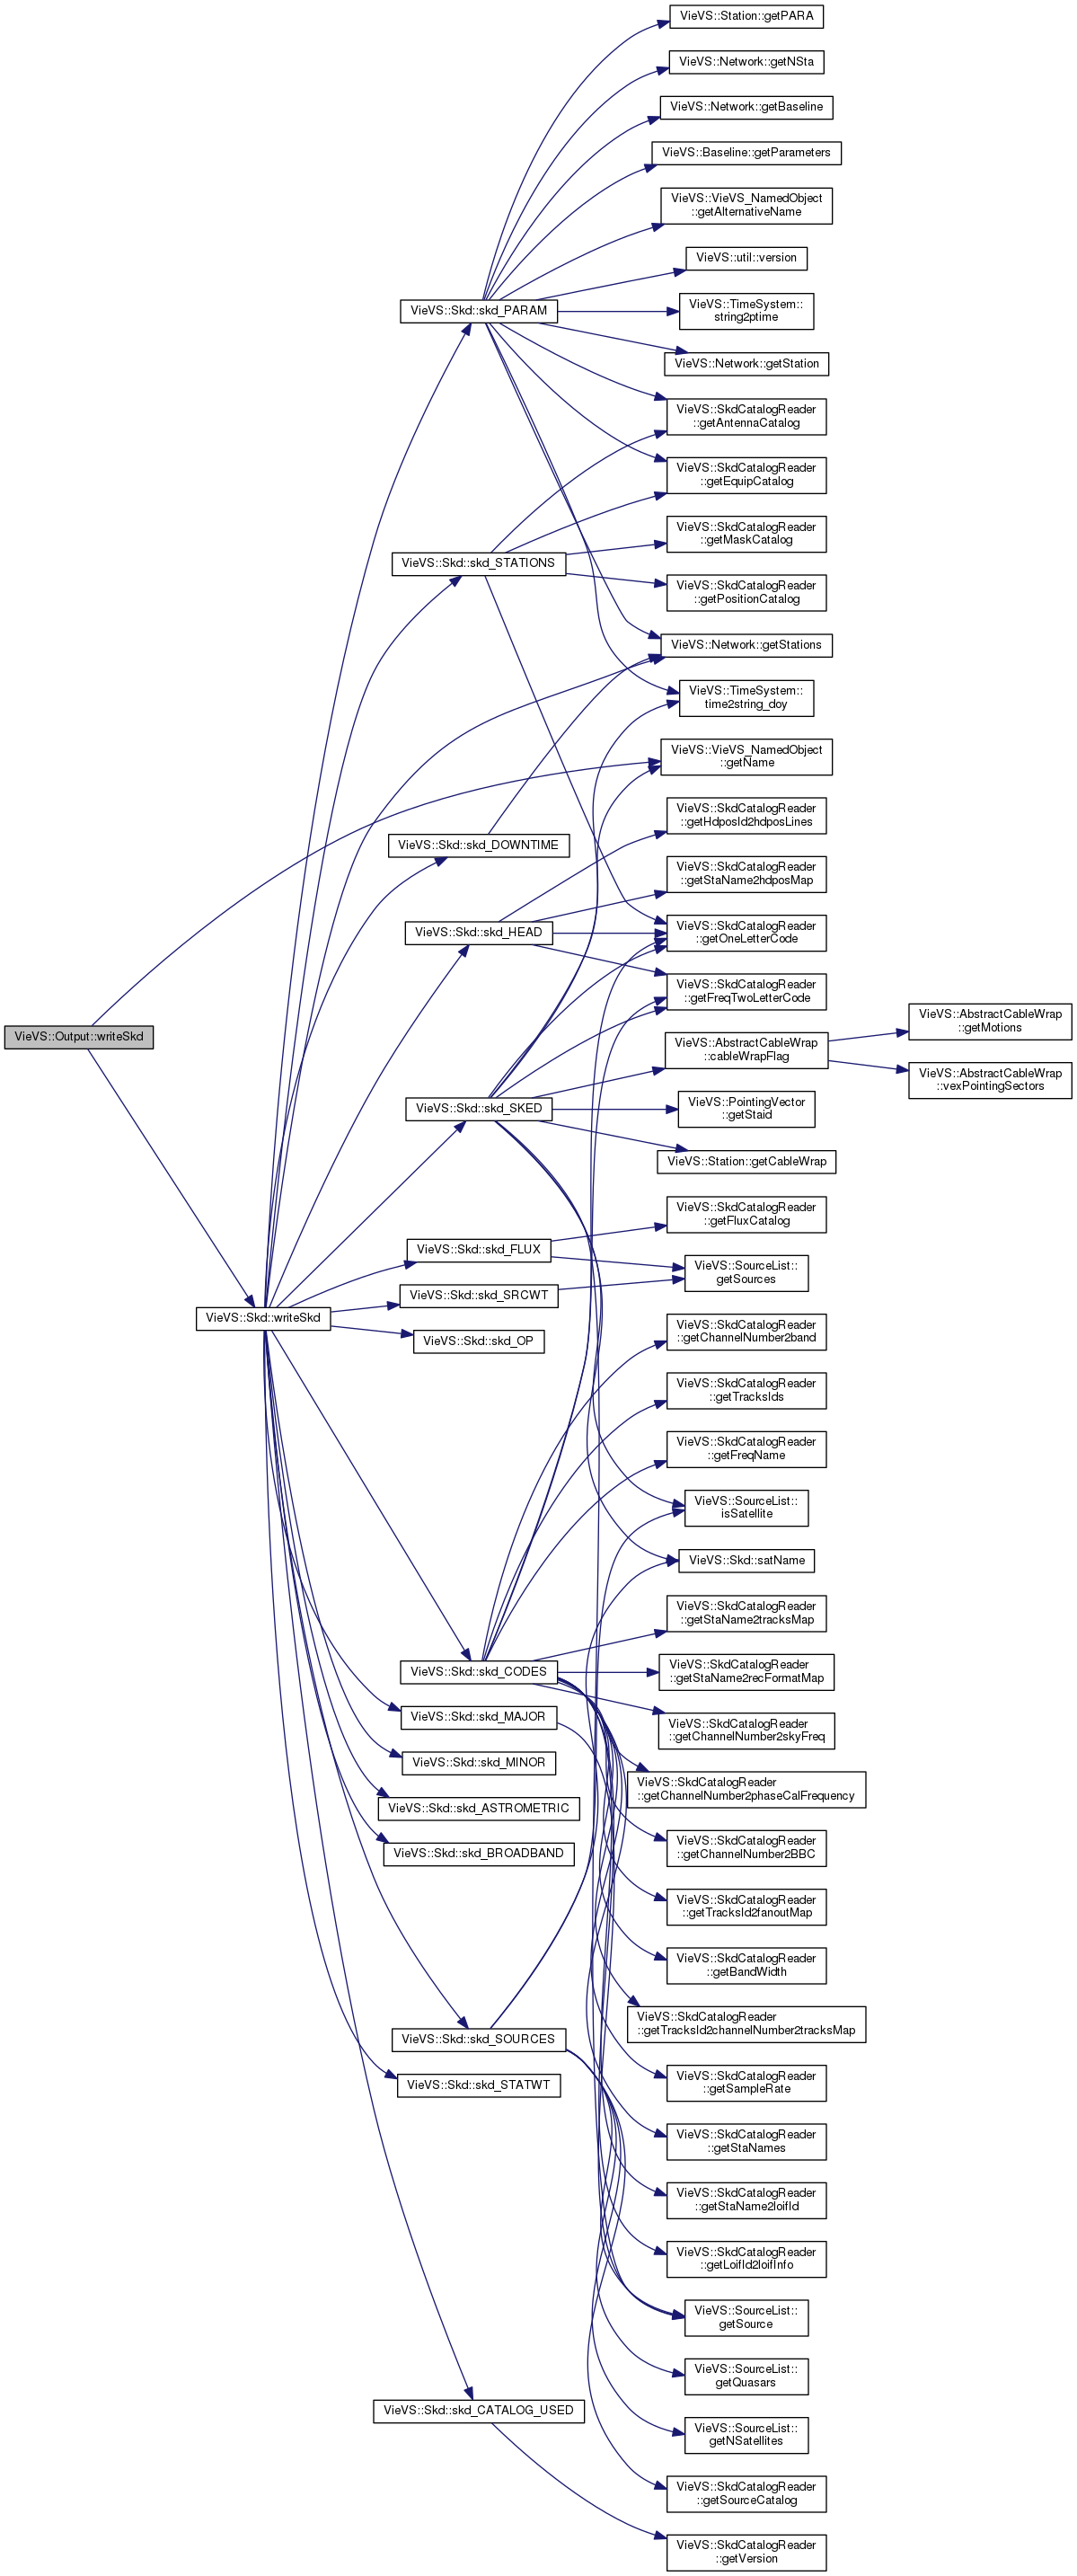 VieVS::Station::getPARA
VieVS::Network::getNSta
VieVS::Network::getBaseline
VieVS::Baseline::getParameters
VieVS::VieVS_NamedObject
::getAlternativeName
VieVS::util::version
VieVS::Skd::skd_PARAM
VieVS::TimeSystem::
string2ptime
VieVS::Network::getStation
VieVS::SkdCatalogReader
::getAntennaCatalog
VieVS::SkdCatalogReader
::getEquipCatalog
VieVS::SkdCatalogReader
::getMaskCatalog
VieVS::Skd::skd_STATIONS
VieVS::SkdCatalogReader
::getPositionCatalog
VieVS::Network::getStations
VieVS::TimeSystem::
time2string_doy
VieVS::VieVS_NamedObject
::getName
VieVS::SkdCatalogReader
::getHdposId2hdposLines
VieVS::Skd::skd_DOWNTIME
VieVS::SkdCatalogReader
::getStaName2hdposMap
VieVS::Skd::skd_HEAD
VieVS::SkdCatalogReader
::getOneLetterCode
VieVS::SkdCatalogReader
::getFreqTwoLetterCode
VieVS::AbstractCableWrap
::getMotions
VieVS::Output::writeSkd
VieVS::AbstractCableWrap
::cableWrapFlag
VieVS::AbstractCableWrap
::vexPointingSectors
VieVS::Skd::skd_SKED
VieVS::PointingVector
::getStaid
VieVS::Station::getCableWrap
VieVS::SkdCatalogReader
::getFluxCatalog
VieVS::Skd::skd_FLUX
VieVS::SourceList::
getSources
VieVS::Skd::skd_SRCWT
VieVS::Skd::writeSkd
VieVS::Skd::skd_OP
VieVS::SkdCatalogReader
::getChannelNumber2band
VieVS::SkdCatalogReader
::getTracksIds
VieVS::SkdCatalogReader
::getFreqName
VieVS::SourceList::
isSatellite
VieVS::Skd::satName
VieVS::SkdCatalogReader
::getStaName2tracksMap
VieVS::Skd::skd_CODES
VieVS::SkdCatalogReader
::getStaName2recFormatMap
VieVS::Skd::skd_MAJOR
VieVS::SkdCatalogReader
::getChannelNumber2skyFreq
VieVS::Skd::skd_MINOR
VieVS::SkdCatalogReader
::getChannelNumber2phaseCalFrequency
VieVS::Skd::skd_ASTROMETRIC
VieVS::Skd::skd_BROADBAND
VieVS::SkdCatalogReader
::getChannelNumber2BBC
VieVS::SkdCatalogReader
::getTracksId2fanoutMap
VieVS::SkdCatalogReader
::getBandWidth
VieVS::SkdCatalogReader
::getTracksId2channelNumber2tracksMap
VieVS::Skd::skd_SOURCES
VieVS::Skd::skd_STATWT
VieVS::SkdCatalogReader
::getSampleRate
VieVS::SkdCatalogReader
::getStaNames
VieVS::SkdCatalogReader
::getStaName2loifId
VieVS::SkdCatalogReader
::getLoifId2loifInfo
VieVS::SourceList::
getSource
VieVS::SourceList::
getQuasars
VieVS::Skd::skd_CATALOG_USED
VieVS::SourceList::
getNSatellites
VieVS::SkdCatalogReader
::getSourceCatalog
VieVS::SkdCatalogReader
::getVersion